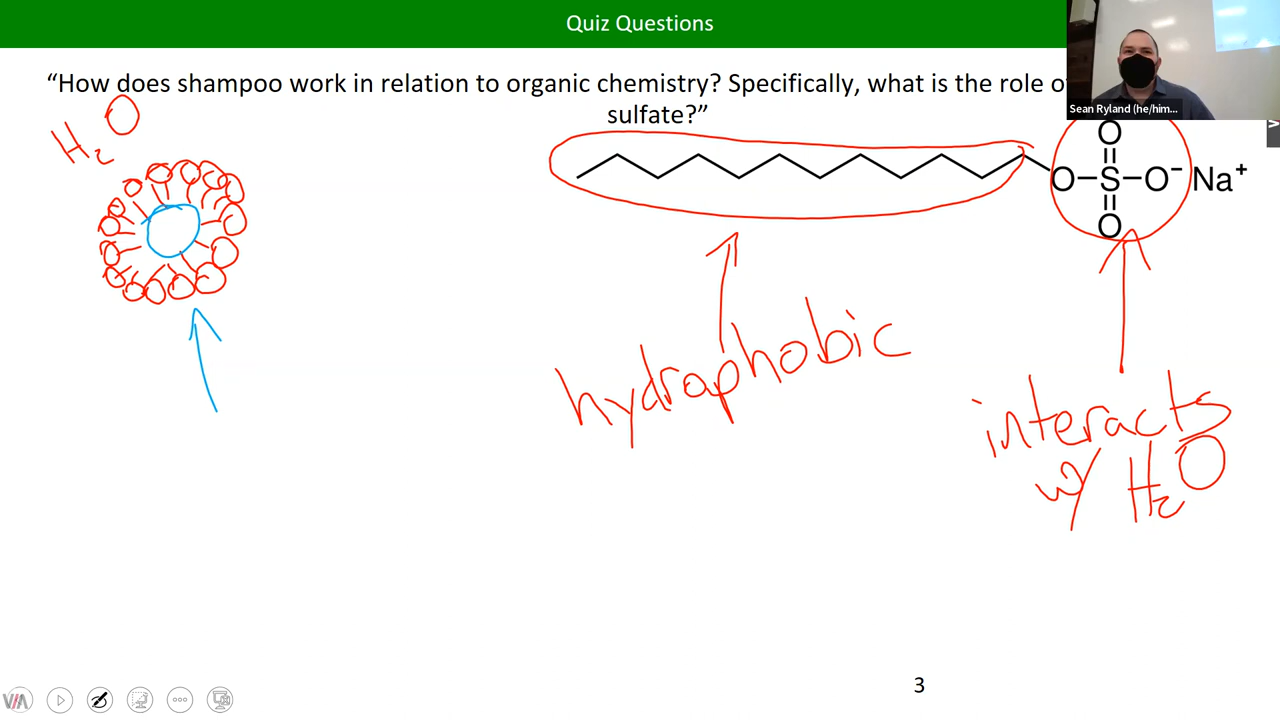 Quiz Questions
“How does shampoo work in relation to organic chemistry? Specifically, what is the role of
sulfate?”
Sean Ryland (he/him...
H₂O
O
O–S–O⁻ Na⁺
O
hydrophobic
interacts
w/ H₂O
3